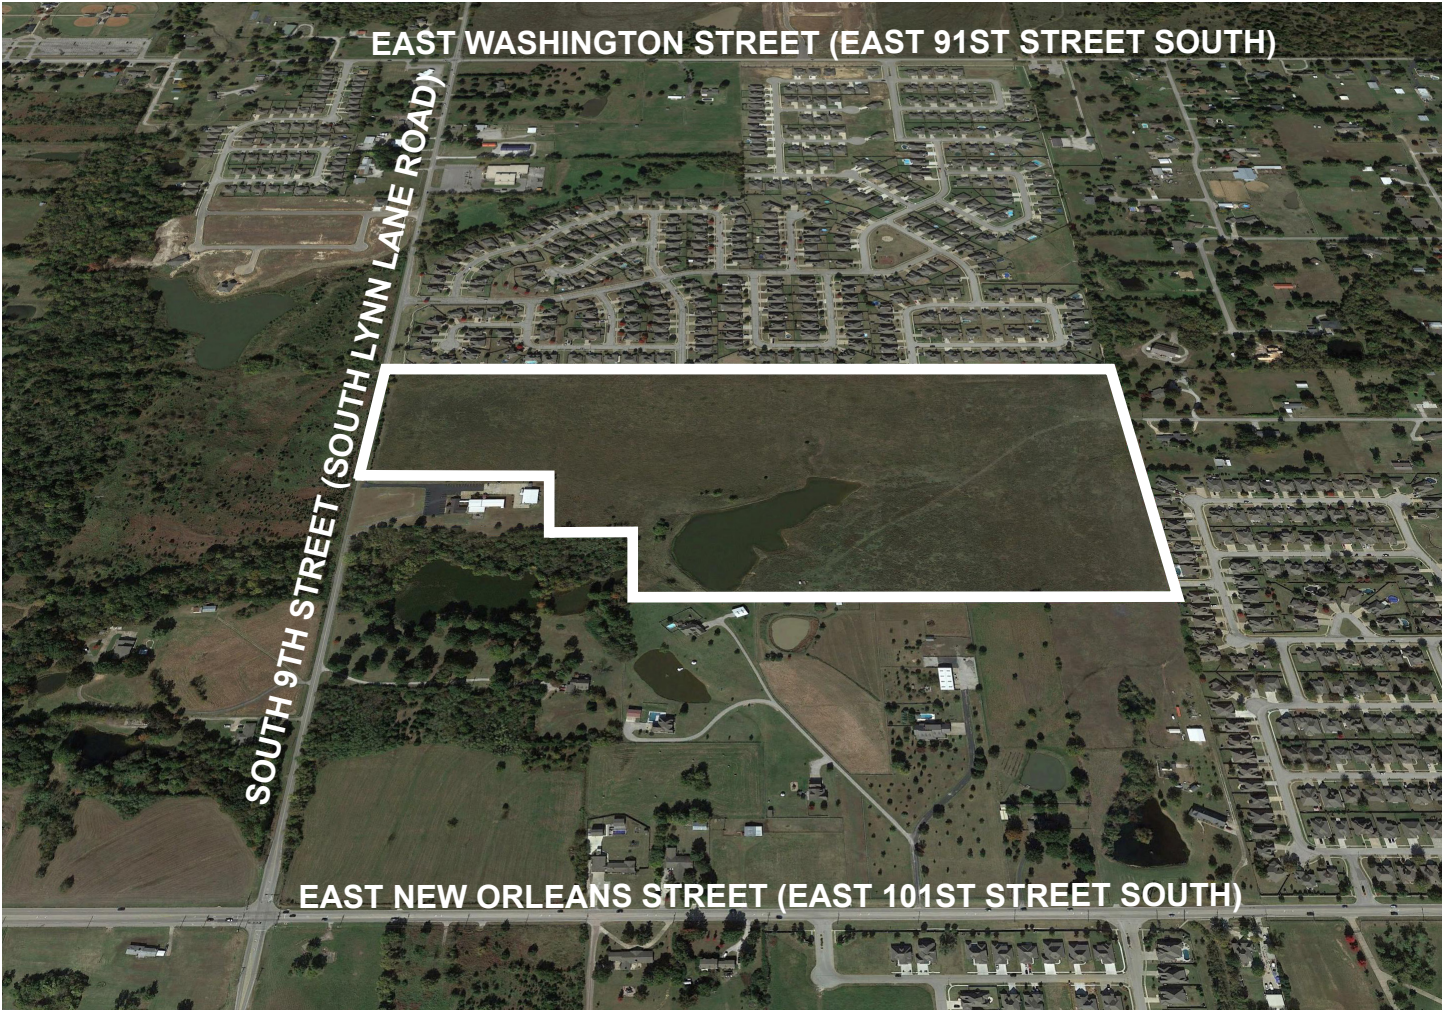 EAST WASHINGTON STREET (EAST 91ST STREET SOUTH)
SOUTH 9TH STREET (SOUTH LYNN LANE ROAD)
EAST NEW ORLEANS STREET (EAST 101ST STREET SOUTH)